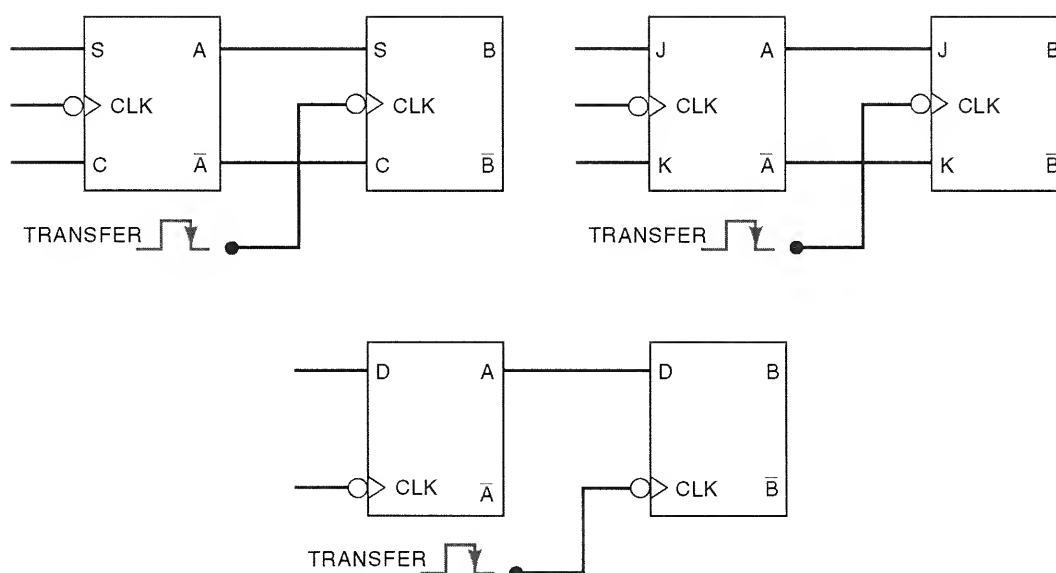 S A S B
CLK CLK
C A̅ C B̅
TRANSFER
J A J B
CLK CLK
K A̅ K B̅
TRANSFER
D A D B
CLK A̅ CLK B̅
TRANSFER